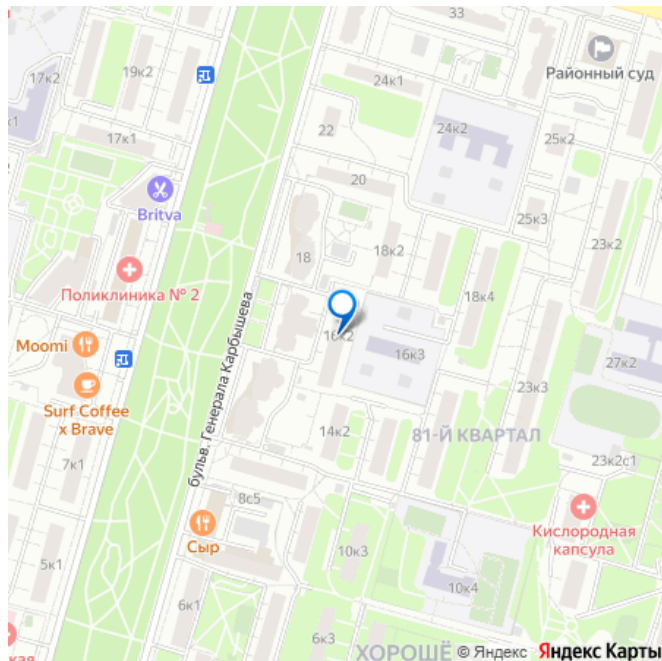 33
17к2
19к2
24к1
Районный суд
к1
17к1
22
24к2
25к2
20
Britva
25к3
23к2
18
18к2
Поликлиника № 2
18к4
бульв. Генерала Карбышева
16к2
16к3
Moomi
27к2
Surf Coffee
x Brave
23к3
14к2
81-Й КВАРТАЛ
7к1
23к2с1
8с5
Кислородная
капсула
Сыр
10к3
5к1
10к4
6к1
6к3
ХОРОШЁ
© Яндекс Яндекс Карты
кая